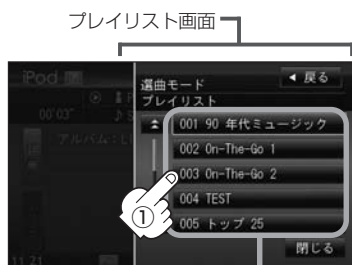 プレイリスト画面
iPod
選曲モード
◀ 戻る
プレイリスト
00'03"
001 90 年代ミュージック
アルバム:
002 On-The-Go 1
003 On-The-Go 2
①
004 TEST
005 トップ 25
11:21
閉じる